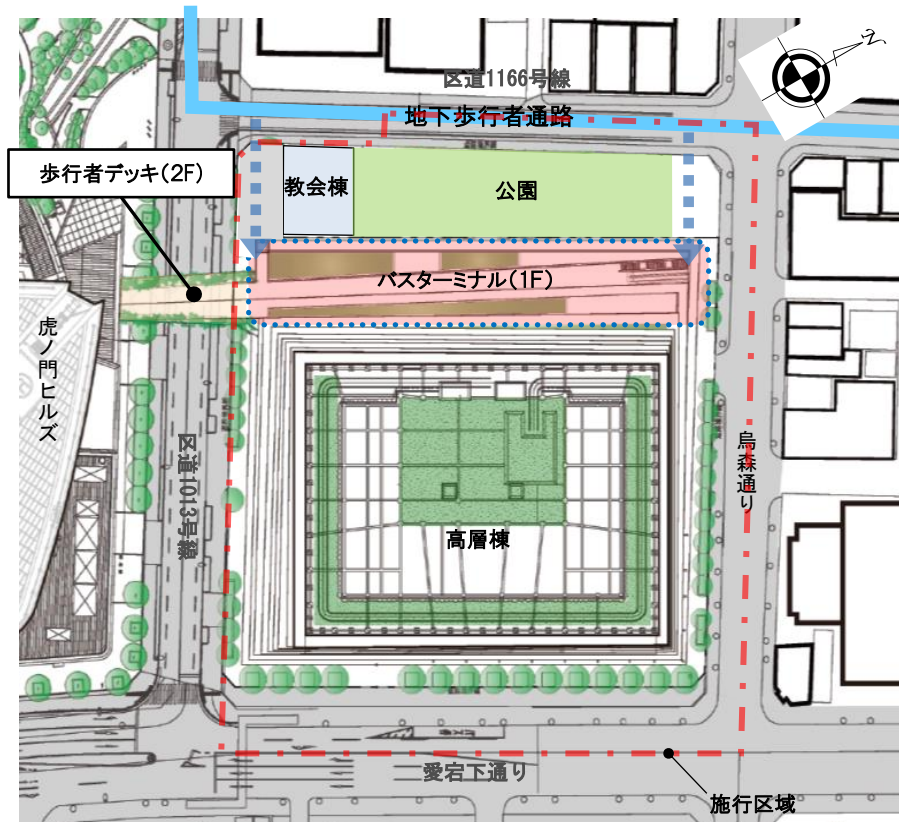 区道1166号線
地下歩行者通路
N
歩行者デッキ(2F)
教会棟
公園
バスターミナル(1F)
虎ノ門ヒルズ
区道1013号線
烏森通り
高層棟
愛宕下通り
施行区域